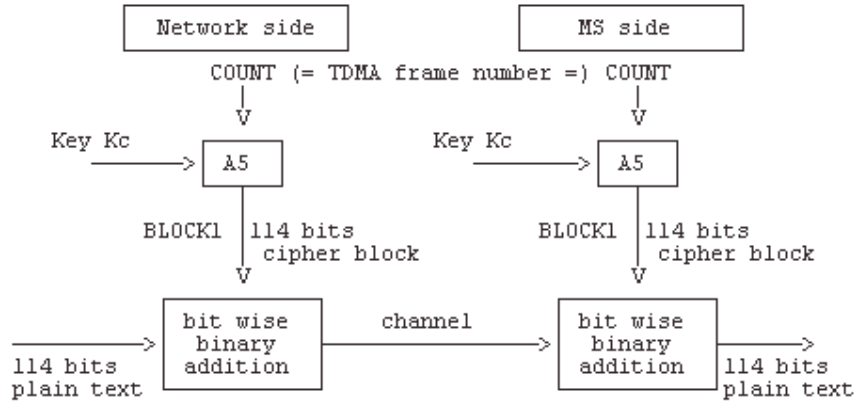 Network side
MS side
COUNT (= TDMA frame number =) COUNT
Key Kc
Key Kc
A5
A5
BLOCK1
114 bits
cipher block
BLOCK1
114 bits
cipher block
bit wise
binary
addition
channel
bit wise
binary
addition
114 bits
plain text
114 bits
plain text